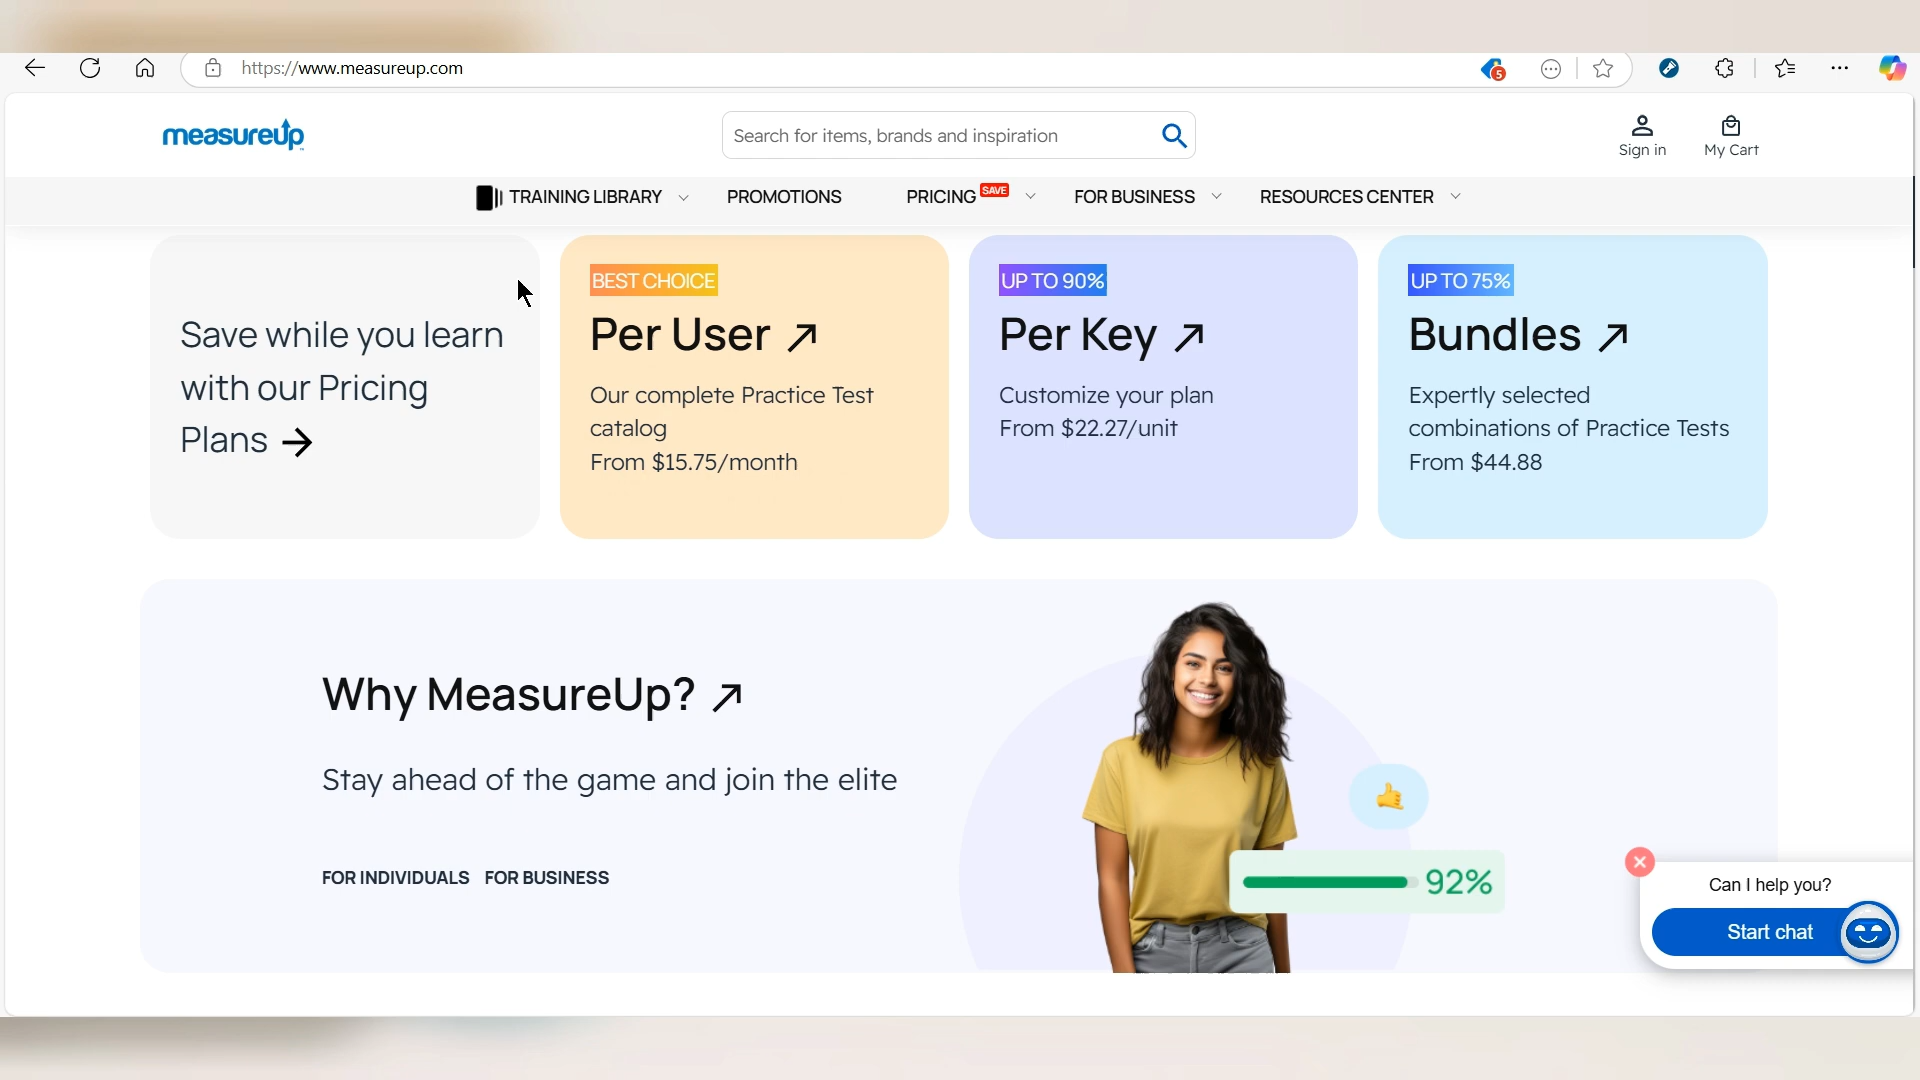 https://www.measureup.com
5
measureup
Search for items, brands and inspiration
Sign in
My Cart
TRAINING LIBRARY
PROMOTIONS
PRICING SAVE
FOR BUSINESS
RESOURCES CENTER
Save while you learn
with our Pricing
Plans →
BEST CHOICE
Per User ↗
Our complete Practice Test
catalog
From $15.75/month
UP TO 90%
Per Key ↗
Customize your plan
From $22.27/unit
UP TO 75%
Bundles ↗
Expertly selected
combinations of Practice Tests
From $44.88
Why MeasureUp? ↗
Stay ahead of the game and join the elite
FOR INDIVIDUALS FOR BUSINESS
92%
Can I help you?
Start chat